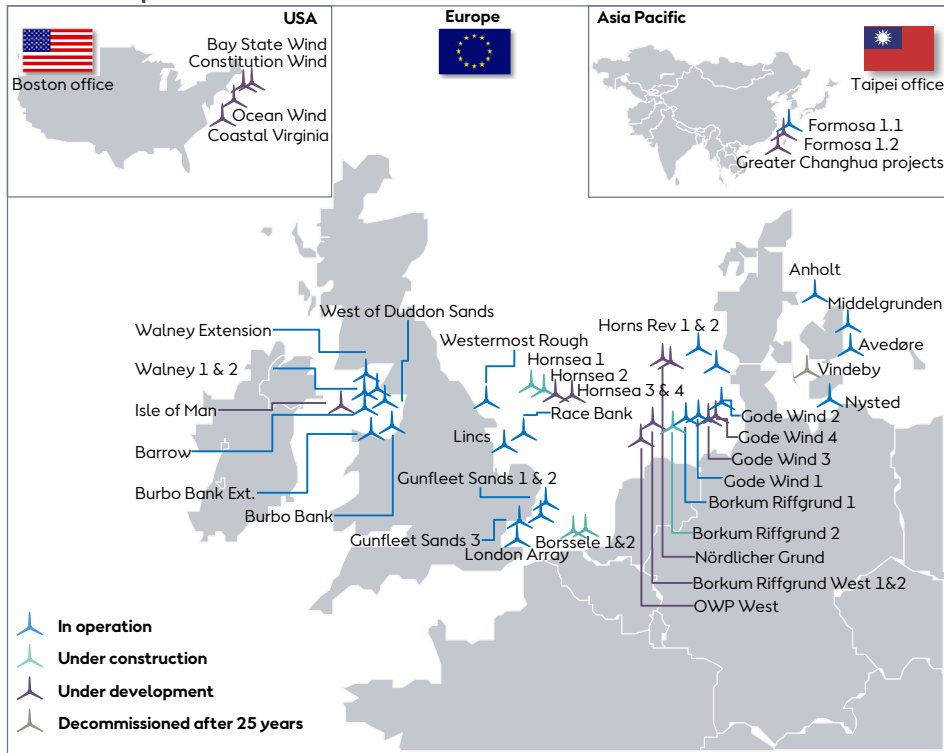 USA
Boston office
Bay State Wind
Constitution Wind
Ocean Wind
Coastal Virginia
Europe
Asia Pacific
Taipei office
Formosa 1.1
Formosa 1.2
Greater Changhua projects
West of Duddon Sands
Walney Extension
Walney 1 & 2
Isle of Man
Barrow
Burbo Bank Ext.
Burbo Bank
Westermost Rough
Hornsea 1
Hornsea 2
Hornsea 3 & 4
Race Bank
Lincs
Gunfleet Sands 1 & 2
Gunfleet Sands 3
London Array
Borssele 1&2
Horns Rev 1 & 2
Anholt
Middelgrunden
Avedøre
Vindeby
Nysted
Gode Wind 2
Gode Wind 4
Gode Wind 3
Gode Wind 1
Borkum Riffgrund 1
Borkum Riffgrund 2
Nördlicher Grund
Borkum Riffgrund West 1&2
OWP West
In operation
Under construction
Under development
Decommissioned after 25 years